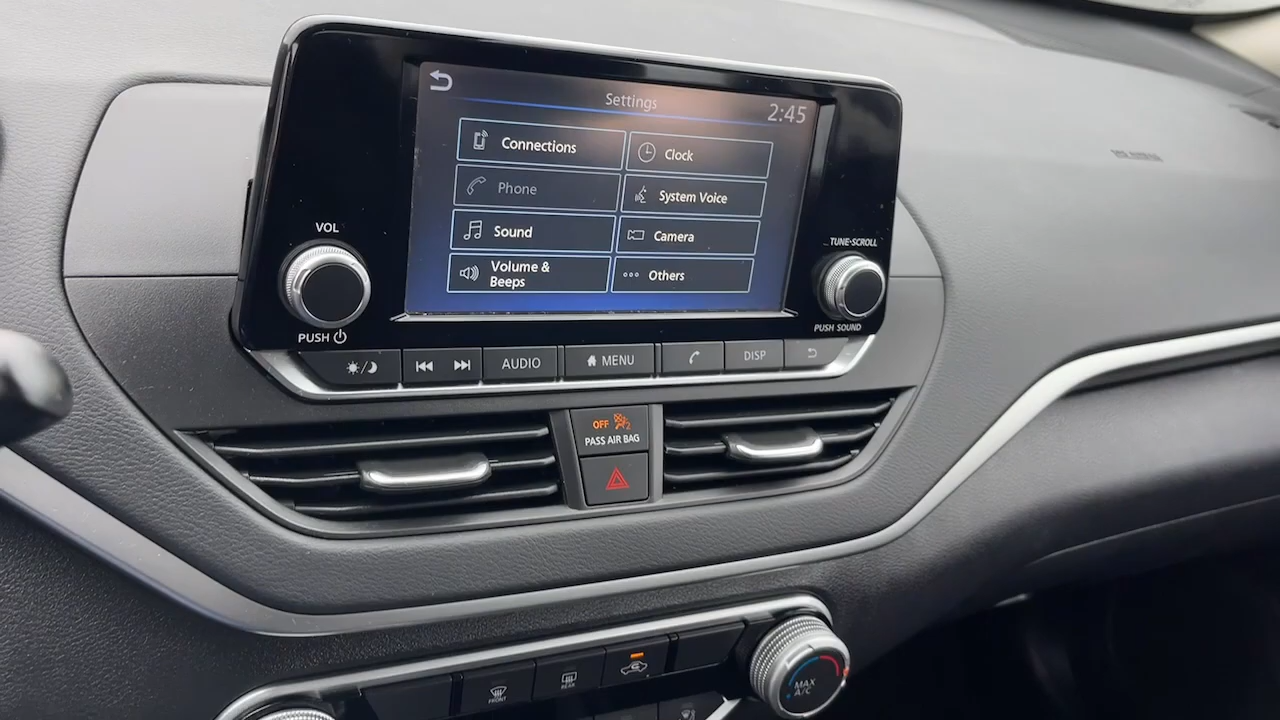 Settings
2:45
Connections
Clock
Phone
System Voice
Sound
Camera
Volume &
Beeps
Others
VOL
PUSH
TUNE·SCROLL
PUSH SOUND
AUDIO
MENU
DISP
OFF
2
PASS AIR BAG
FRONT
REAR
MAX
A/C